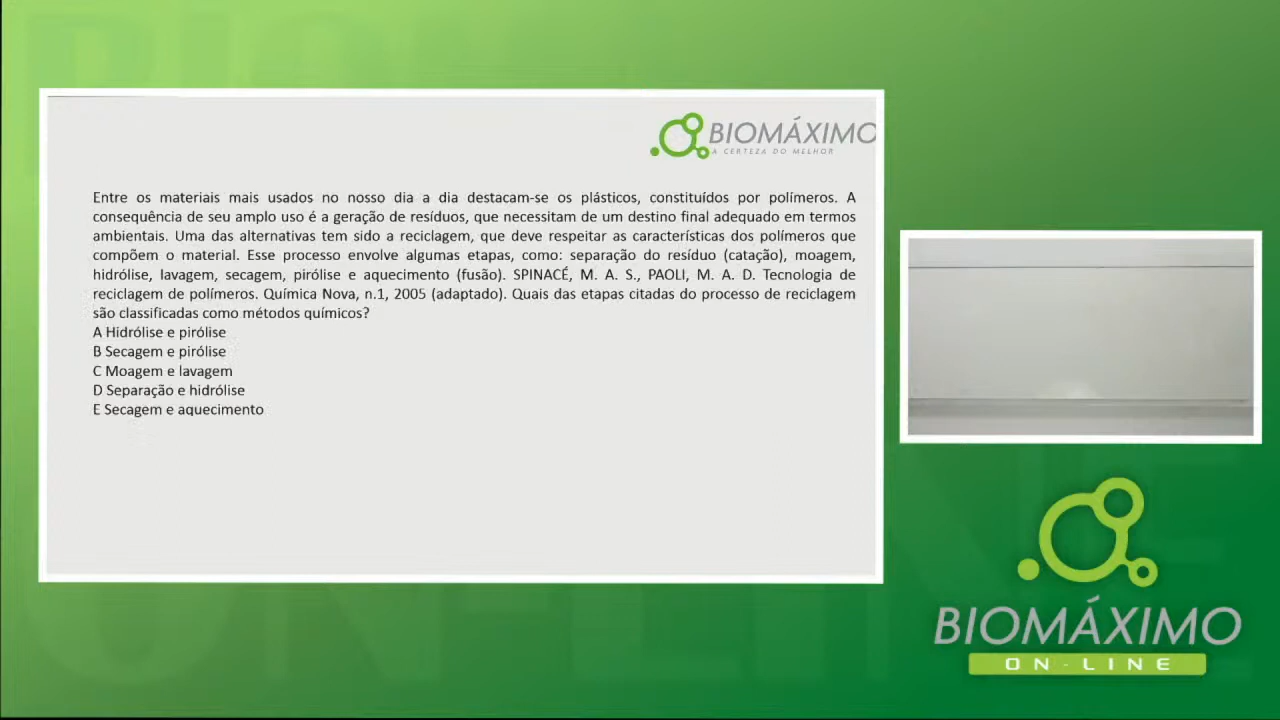 BIOMÁXIMO
A CERTEZA DO MELHOR
Entre os materiais mais usados no nosso dia a dia destacam-se os plásticos, constituídos por polímeros. A
consequência de seu amplo uso é a geração de resíduos, que necessitam de um destino final adequado em termos
ambientais. Uma das alternativas tem sido a reciclagem, que deve respeitar as características dos polímeros que
compõem o material. Esse processo envolve algumas etapas, como: separação do resíduo (catação), moagem,
hidrólise, lavagem, secagem, pirólise e aquecimento (fusão). SPINACÉ, M. A. S., PAOLI, M. A. D. Tecnologia de
reciclagem de polímeros. Química Nova, n.1, 2005 (adaptado). Quais das etapas citadas do processo de reciclagem
são classificadas como métodos químicos?
A Hidrólise e pirólise
B Secagem e pirólise
C Moagem e lavagem
D Separação e hidrólise
E Secagem e aquecimento
BIOMÁXIMO
ON-LINE